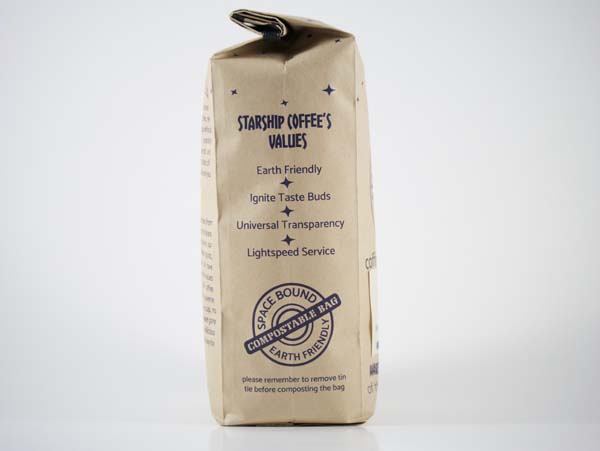 STARSHIP COFFEE'S
VALUES
Earth Friendly
Ignite Taste Buds
Universal Transparency
Lightspeed Service
SPACE BOUND
COMPOSTABLE BAG
EARTH FRIENDLY
please remember to remove tin
tie before composting the bag